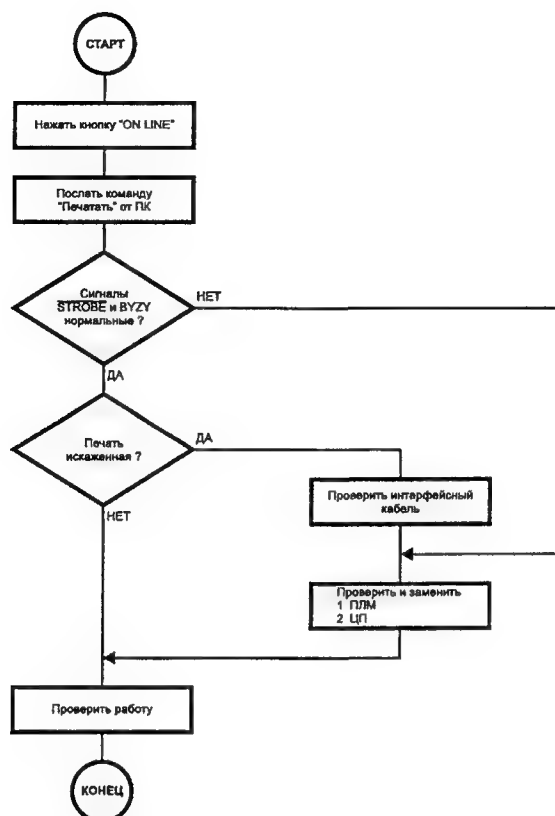 СТАРТ
Нажать кнопку "ON LINE"
Послать команду
"Печатать" от ПК
Сигналы
STROBE и BYZY
нормальные ?
НЕТ
ДА
Печать
искаженная ?
ДА
НЕТ
Проверить интерфейсный
кабель
Проверить и заменить
1 ПЛМ
2 ЦП
Проверить работу
КОНЕЦ